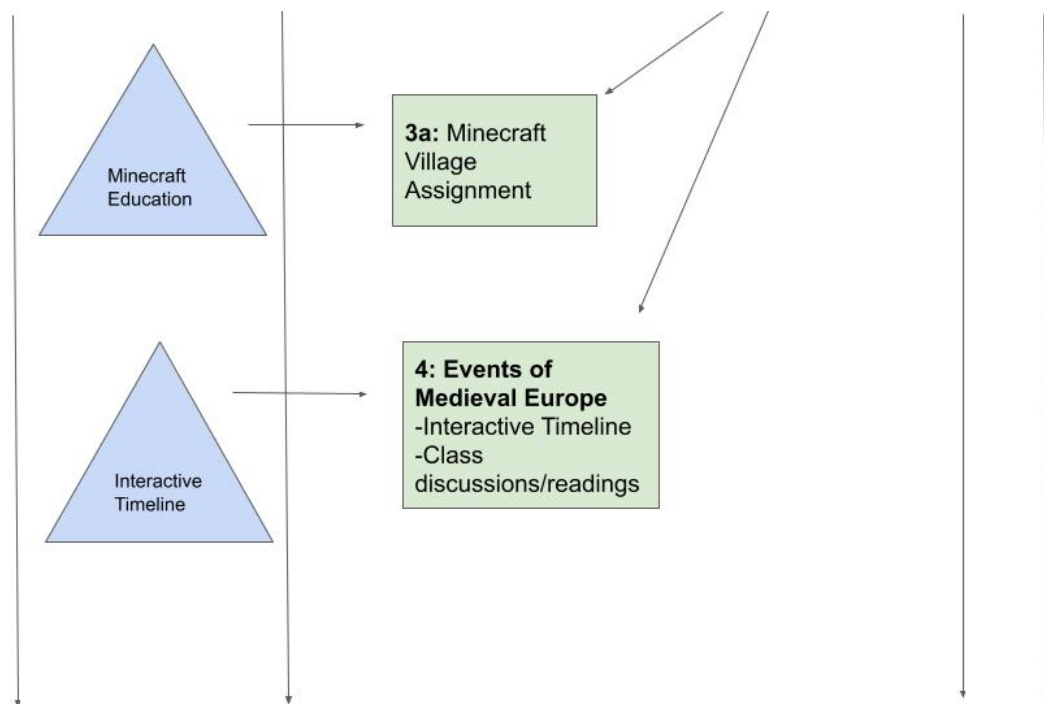 Minecraft
Education
3a: Minecraft
Village
Assignment
Interactive
Timeline
4: Events of
Medieval Europe
-Interactive Timeline
-Class
discussions/readings